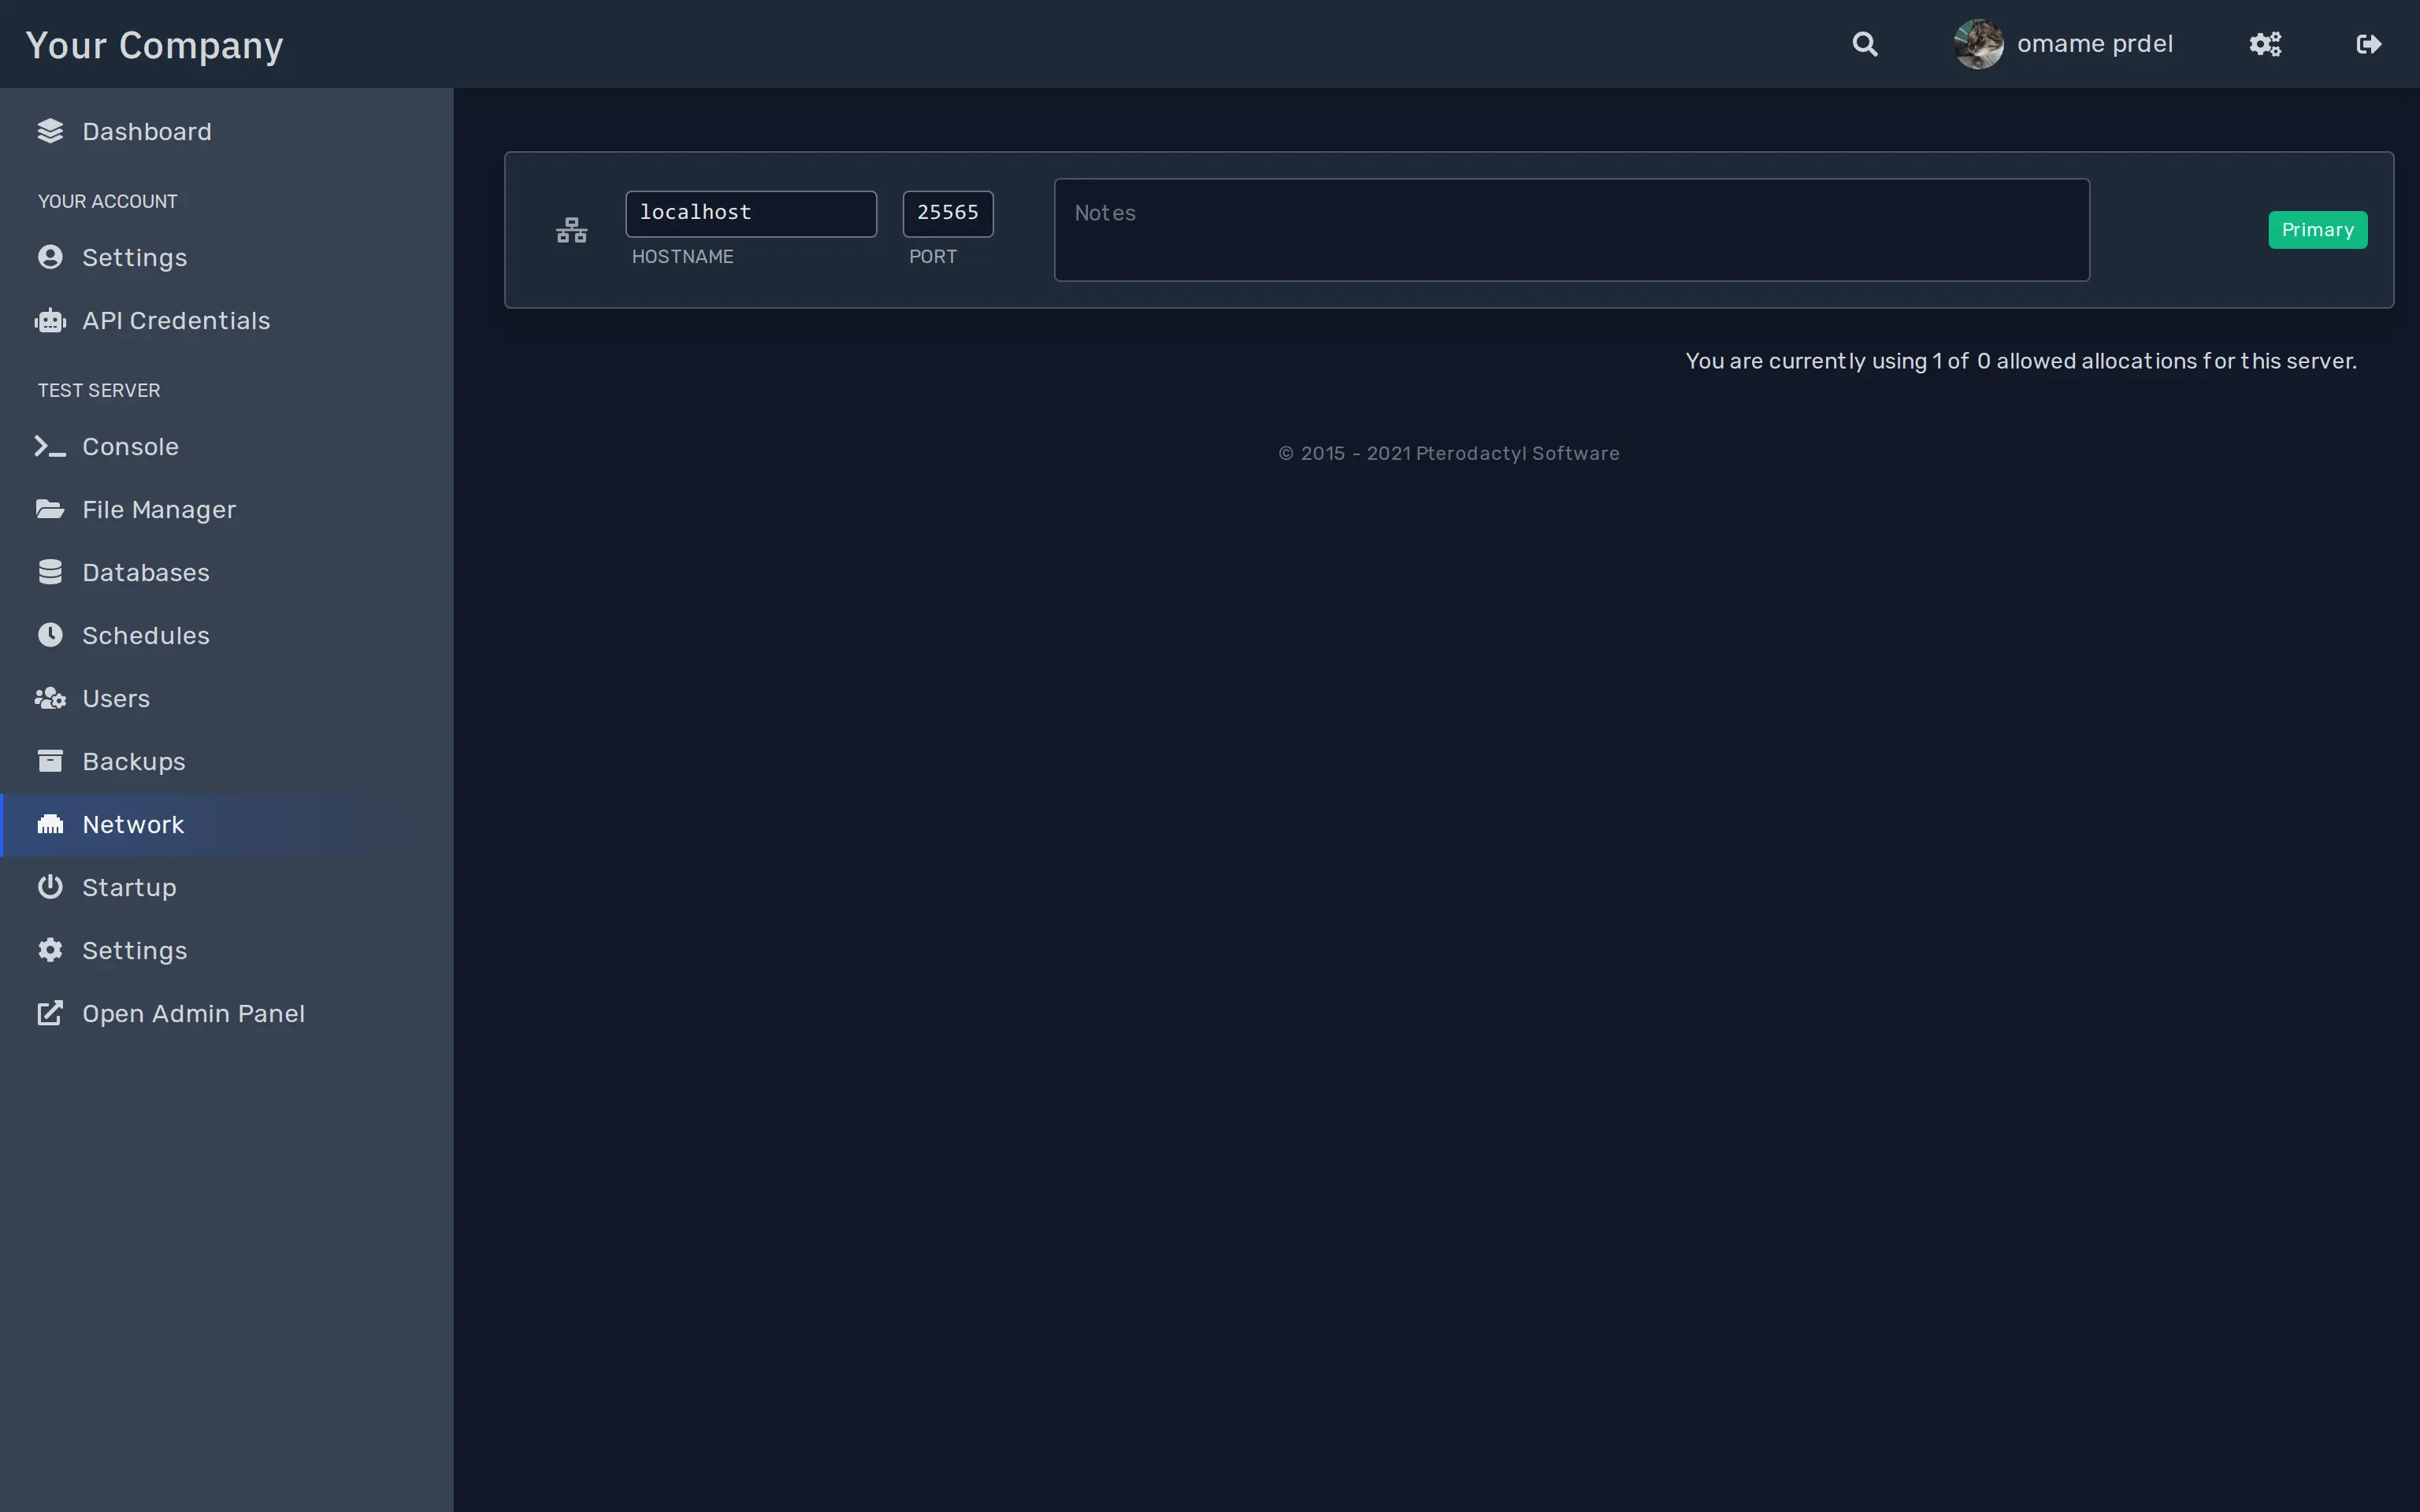 Your Company
omame prdel
Dashboard
YOUR ACCOUNT
Settings
API Credentials
TEST SERVER
Console
File Manager
Databases
Schedules
Users
Backups
Network
Startup
Settings
Open Admin Panel
localhost
HOSTNAME
25565
PORT
Notes
Primary
You are currently using 1 of 0 allowed allocations for this server.
© 2015 - 2021 Pterodactyl Software